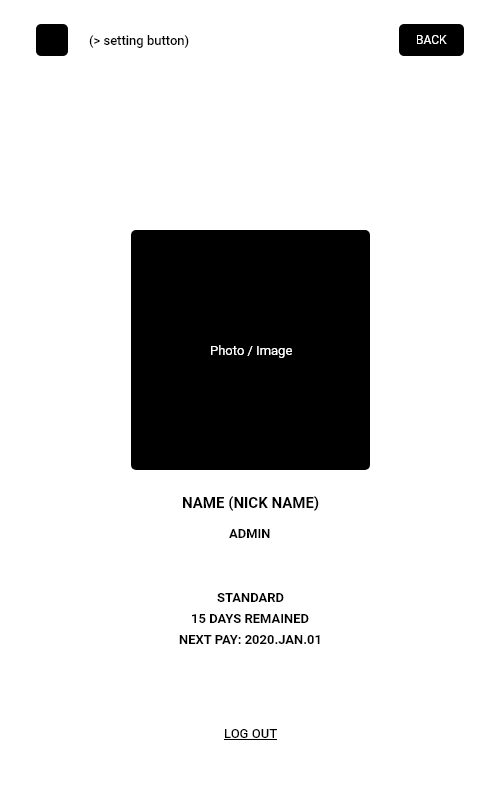 (> setting button)
BACK
Photo / Image
NAME (NICK NAME)
ADMIN
STANDARD
15 DAYS REMAINED
NEXT PAY: 2020.JAN.01
LOG OUT